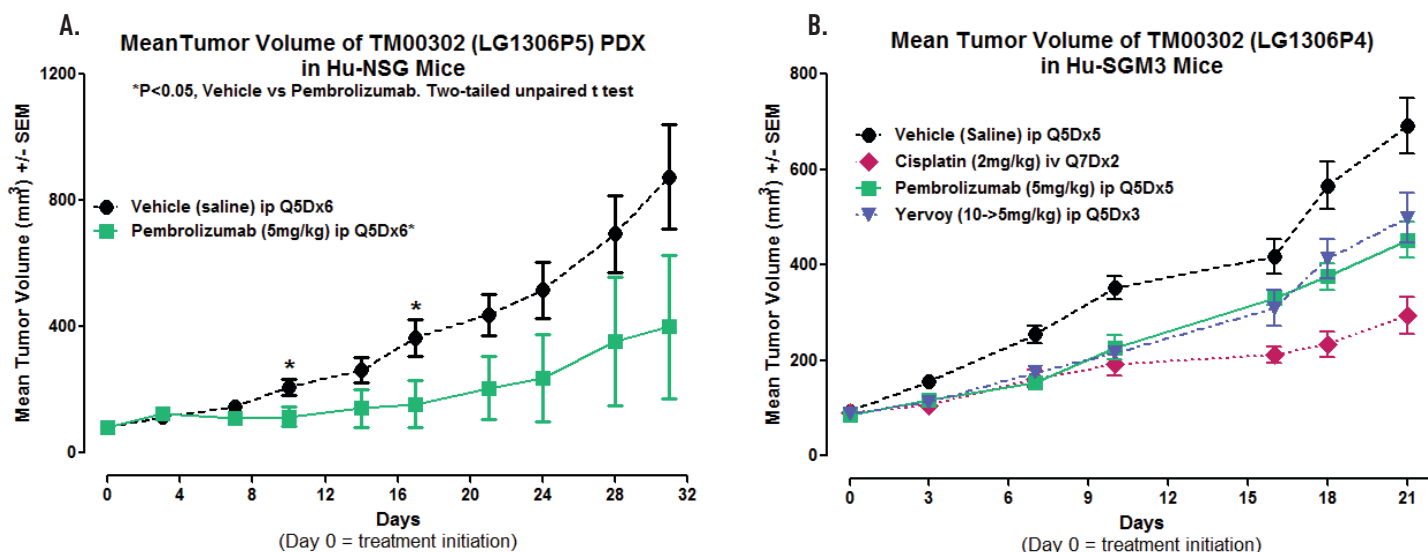 A.
MeanTumor Volume of TM00302 (LG1306P5) PDX
in Hu-NSG Mice
*P<0.05, Vehicle vs Pembrolizumab. Two-tailed unpaired t test
Mean Tumor Volume (mm³) +/- SEM
1200
800
400
0
Vehicle (saline) ip Q5Dx6
Pembrolizumab (5mg/kg) ip Q5Dx6*
*
*
0 4 8 12 16 20 24 28 32
Days
(Day 0 = treatment initiation)
B.
Mean Tumor Volume of TM00302 (LG1306P4)
in Hu-SGM3 Mice
Mean Tumor Volume (mm³) +/- SEM
800
600
400
200
0
Vehicle (Saline) ip Q5Dx5
Cisplatin (2mg/kg) iv Q7Dx2
Pembrolizumab (5mg/kg) ip Q5Dx5
Yervoy (10->5mg/kg) ip Q5Dx3
0 3 6 9 12 15 18 21
Days
(Day 0 = treatment initiation)